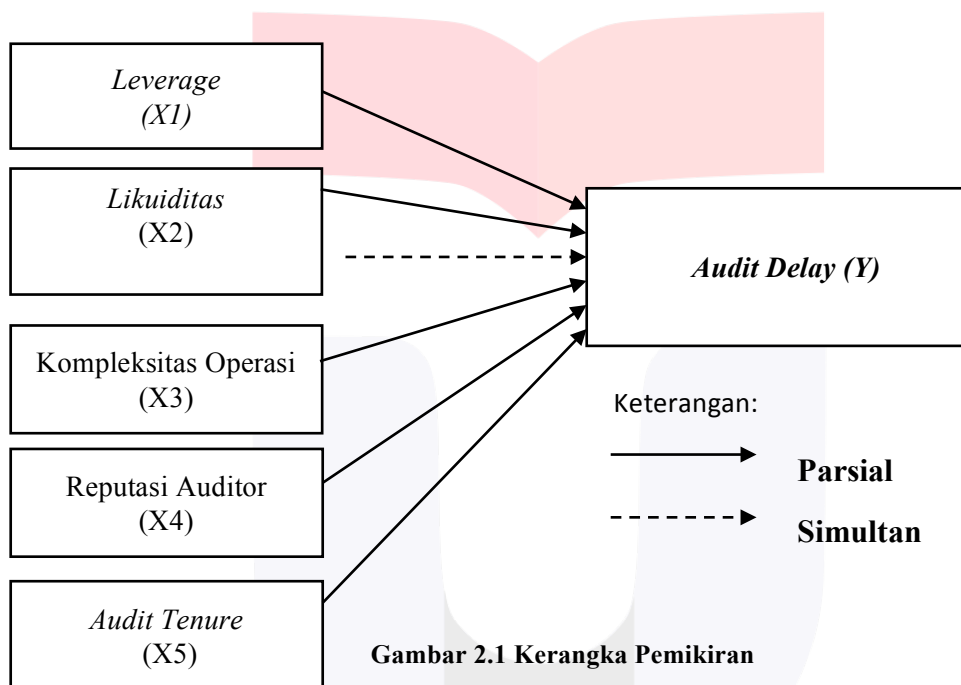 Leverage
(X1)
Likuiditas
(X2)
Kompleksitas Operasi
(X3)
Reputasi Auditor
(X4)
Audit Tenure
(X5)
Audit Delay (Y)
Keterangan:
Parsial
Simultan
Gambar 2.1 Kerangka Pemikiran